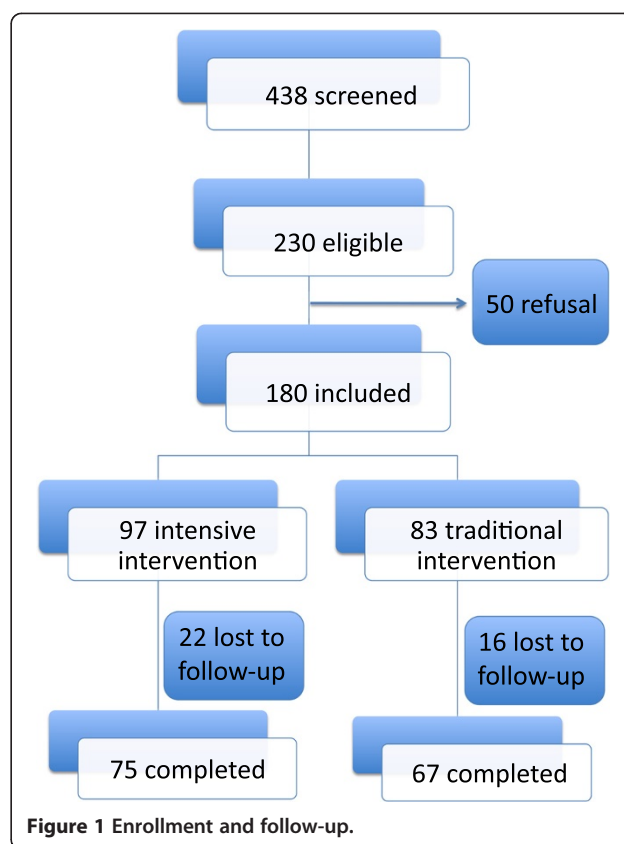 438 screened
230 eligible
50 refusal
180 included
97 intensive
intervention
83 traditional
intervention
22 lost to
follow-up
16 lost to
follow-up
75 completed
67 completed
Figure 1 Enrollment and follow-up.